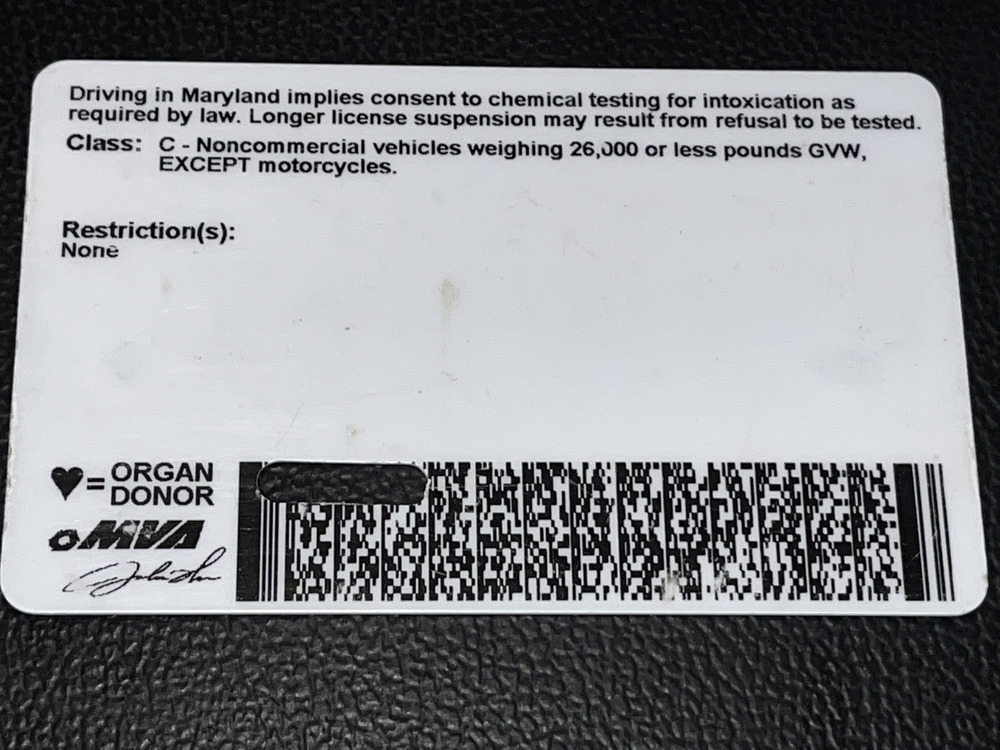 Driving in Maryland implies consent to chemical testing for intoxication as
required by law. Longer license suspension may result from refusal to be tested.
Class: C - Noncommercial vehicles weighing 26,000 or less pounds GVW,
EXCEPT motorcycles.
Restriction(s):
None
♥= ORGAN
DONOR
MVA